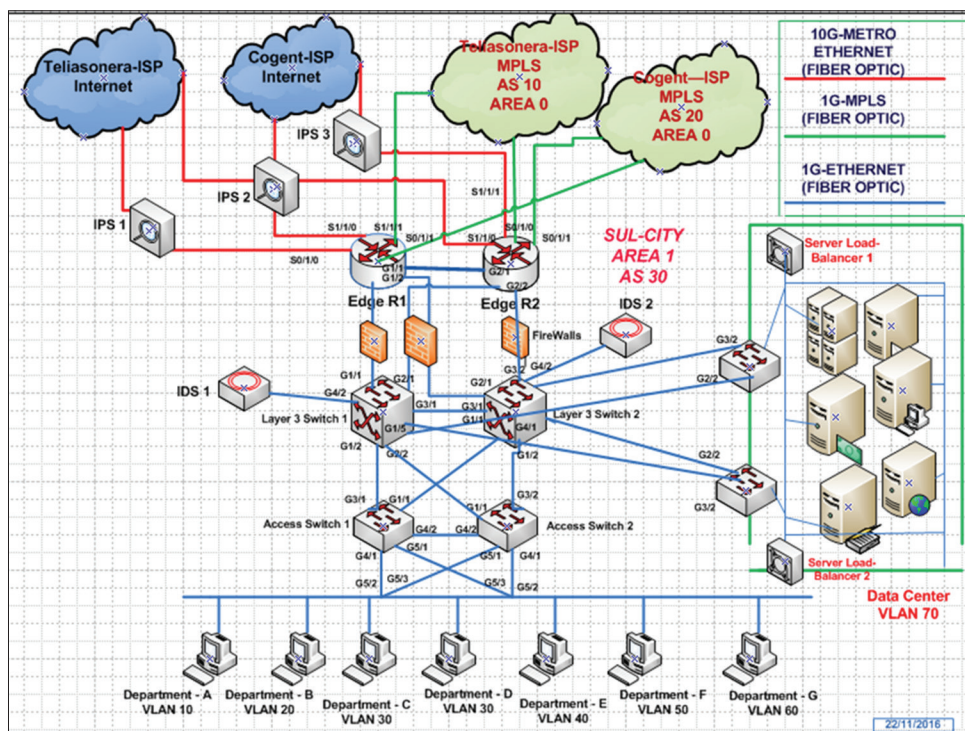 Teliasonera-ISP
Internet
Cogent-ISP
Internet
Teliasonera-ISP
MPLS
AS 10
AREA 0
Cogent—ISP
MPLS
AS 20
AREA 0
10G-METRO
ETHERNET
(FIBER OPTIC)
1G-MPLS
(FIBER OPTIC)
1G-ETHERNET
(FIBER OPTIC)
IPS 3
IPS 2
IPS 1
S1/1/1
S1/1/0
S1/1/1
S0/1/1
S1/1/0
S0/1/0
S0/1/1
S0/1/0
G1/1
G1/2
G2/1
G2/2
Edge R1
Edge R2
SUL-CITY
AREA 1
AS 30
IDS 2
FireWalls
Server Load-
Balancer 1
G1/1
G2/1
G3/2
G4/2
G2/1
G3/2
G2/2
IDS 1
G4/2
Layer 3 Switch 1
G3/1
G3/1
G1/1
Layer 3 Switch 2
G1/5
G4/1
G1/2
G2/2
G1/2
G2/2
G3/2
G3/1
G1/1
G1/1
G3/2
Access Switch 1
G4/2
G4/2
Access Switch 2
G4/1
G5/1
G5/1
G4/1
G5/2
G5/3
G5/3
G5/2
Server Load-
Balancer 2
Data Center
VLAN 70
Department - A
VLAN 10
Department - B
VLAN 20
Department - C
VLAN 30
Department - D
VLAN 30
Department - E
VLAN 40
Department - F
VLAN 50
Department - G
VLAN 60
22/11/2016